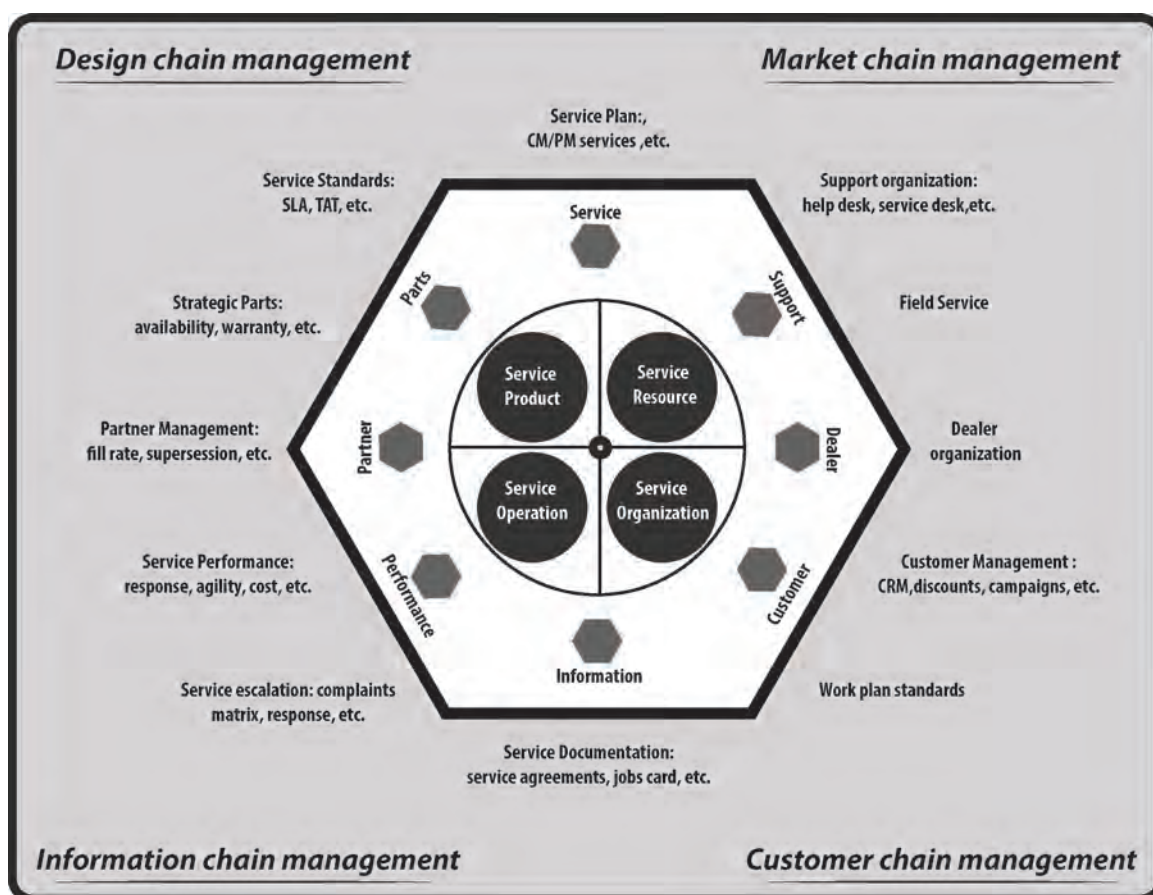 Design chain management
Market chain management
Service Plan:,
CM/PM services ,etc.
Service Standards:
SLA, TAT, etc.
Support organization:
help desk, service desk,etc.
Service
Parts
Support
Strategic Parts:
availability, warranty, etc.
Field Service
Service
Product
Service
Resource
Partner Management:
fill rate, supersession, etc.
Partner
Dealer
Dealer
organization
Service
Operation
Service
Organization
Service Performance:
response, agility, cost, etc.
Performance
Customer
Customer Management :
CRM,discounts, campaigns, etc.
Information
Service escalation: complaints
matrix, response, etc.
Work plan standards
Service Documentation:
service agreements, jobs card, etc.
Information chain management
Customer chain management